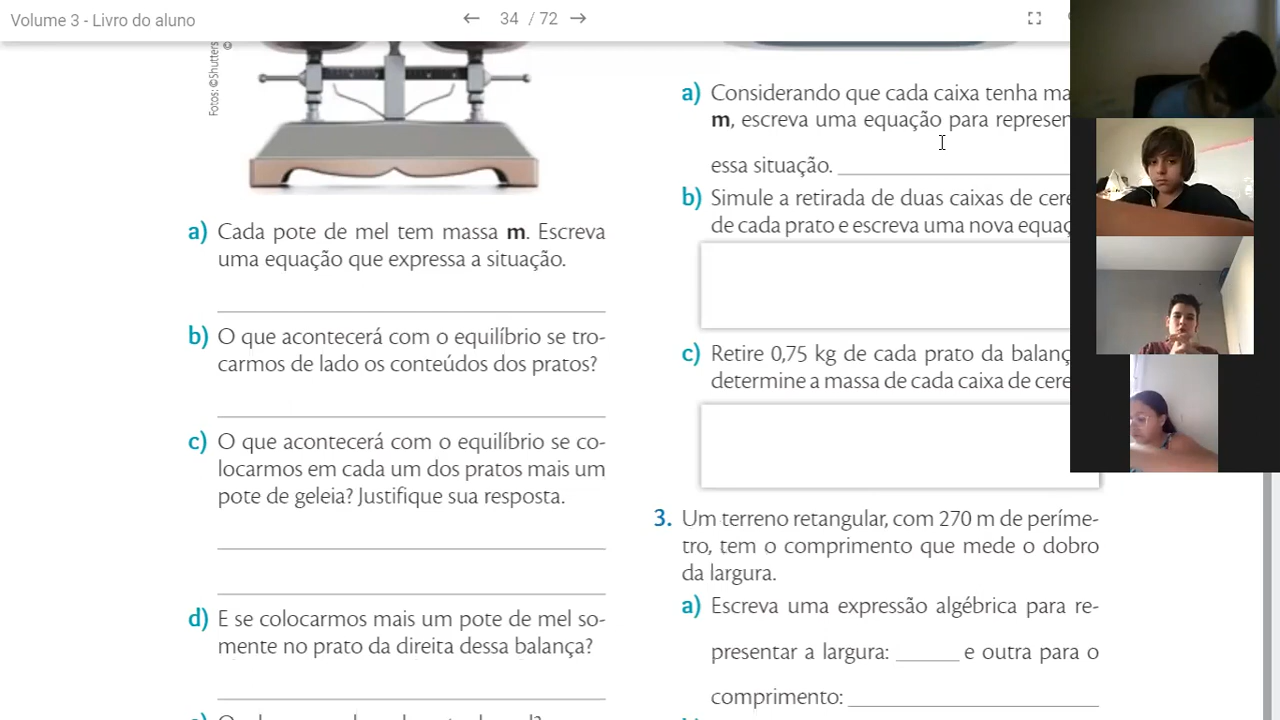 Volume 3 - Livro do aluno
← 34 / 72 →
Fotos: ©Shutters
©
a) Cada pote de mel tem massa m. Escreva
uma equação que expressa a situação.
b) O que acontecerá com o equilíbrio se tro-
carmos de lado os conteúdos dos pratos?
c) O que acontecerá com o equilíbrio se co-
locarmos em cada um dos pratos mais um
pote de geleia? Justifique sua resposta.
d) E se colocarmos mais um pote de mel so-
mente no prato da direita dessa balança?
a) Considerando que cada caixa tenha ma
m, escreva uma equação para represen
essa situação.
b) Simule a retirada de duas caixas de cere
de cada prato e escreva uma nova equaç
c) Retire 0,75 kg de cada prato da balanç
determine a massa de cada caixa de cere
3. Um terreno retangular, com 270 m de períme-
tro, tem o comprimento que mede o dobro
da largura.
a) Escreva uma expressão algébrica para re-
presentar a largura: ______ e outra para o
comprimento: